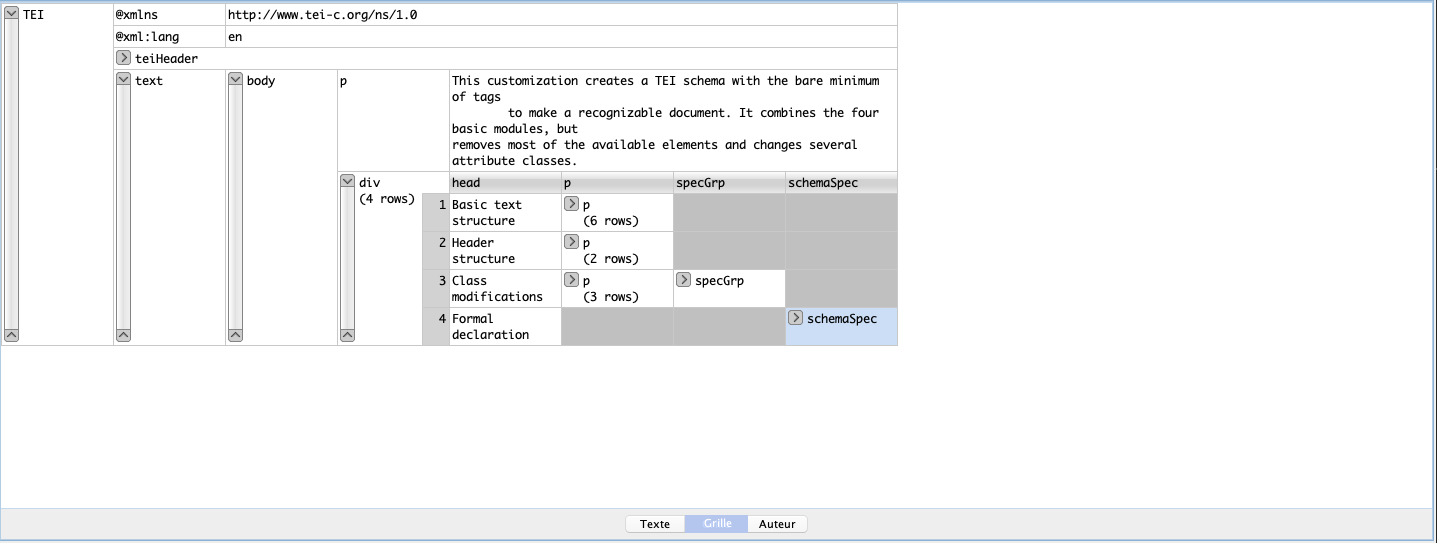 TEI @xmlns http://www.tei-c.org/ns/1.0
@xml:lang en
teiHeader
text body p This customization creates a TEI schema with the bare minimum
of tags
to make a recognizable document. It combines the four
basic modules, but
removes most of the available elements and changes several
attribute classes.
div head p specGrp schemaSpec
(4 rows)
1 Basic text p
structure (6 rows)
2 Header p
structure (2 rows)
3 Class p specGrp
modifications (3 rows)
4 Formal schemaSpec
declaration
Texte Grille Auteur